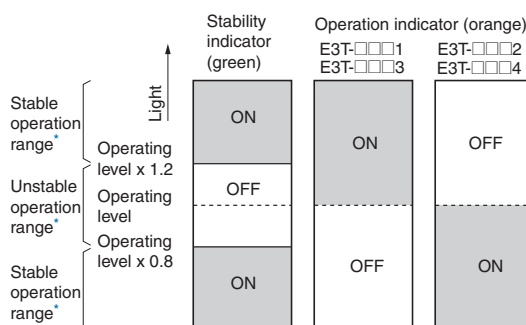 Stability
indicator
(green)
Operation indicator (orange)
E3T-□□□1
E3T-□□□3
E3T-□□□2
E3T-□□□4
Light
Stable
operation
range*
Operating
level x 1.2
Unstable
operation
range*
Operating
level
Operating
level x 0.8
Stable
operation
range*
ON
OFF
ON
ON
OFF
OFF
ON